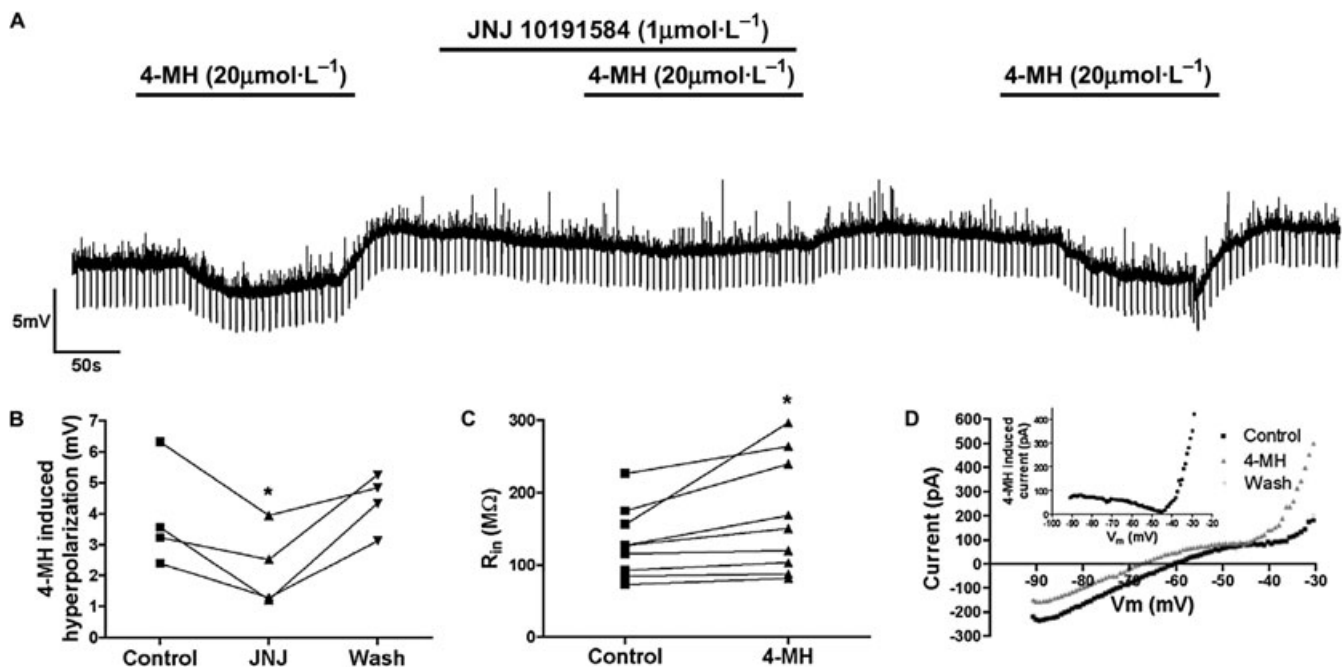 A
JNJ 10191584 (1μmol·L⁻¹)
4-MH (20μmol·L⁻¹) 4-MH (20μmol·L⁻¹) 4-MH (20μmol·L⁻¹)
5mV
50s
B
4-MH induced
hyperpolarization (mV)
7
6
5
4
3
2
1
0
*
Control JNJ Wash
C
R_in (MΩ)
300
200
100
0
*
Control 4-MH
D
Current (pA)
600
500
400
300
200
100
0
-100
-200
-300
-90 -80 -70 -60 -50 -40 -30
Vm (mV)
4-MH induced
current (pA)
400
300
200
100
0
-100 -90 -80 -70 -60 -50 -40 -30 -20
V_m (mV)
Control
4-MH
Wash